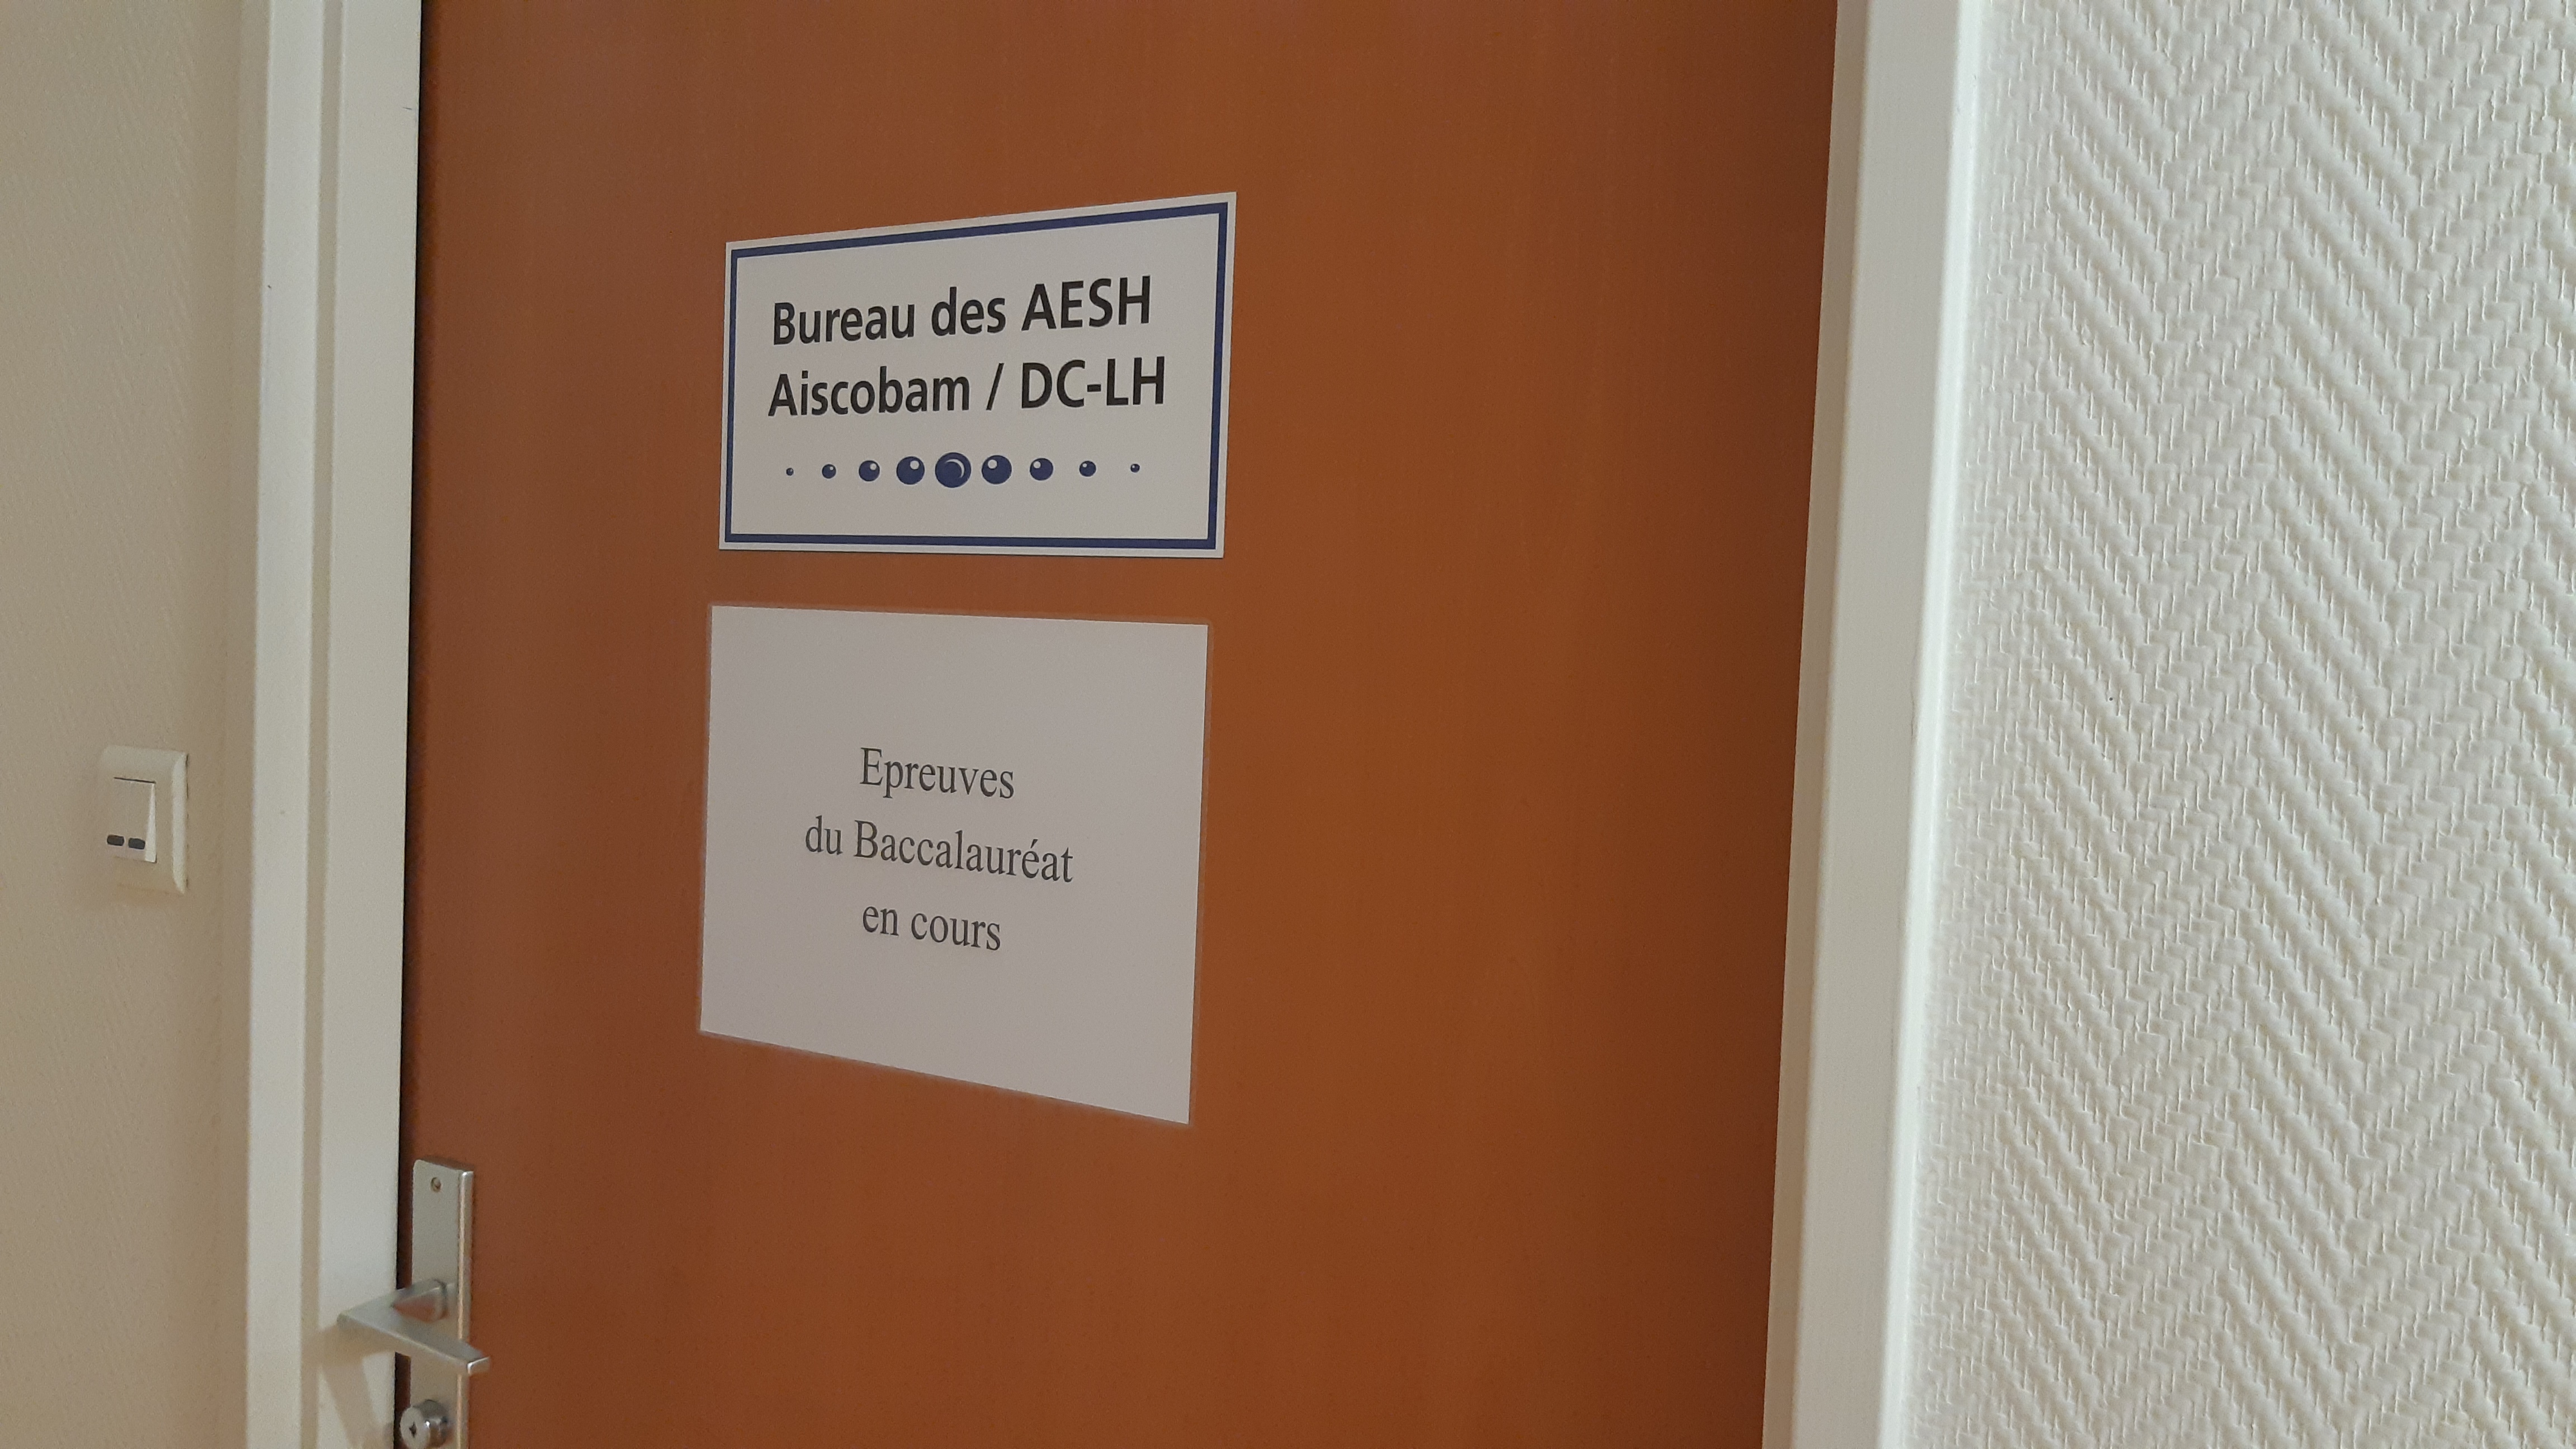 Bureau des AESH
Aiscobam / DC-LH
Epreuves
du Baccalauréat
en cours